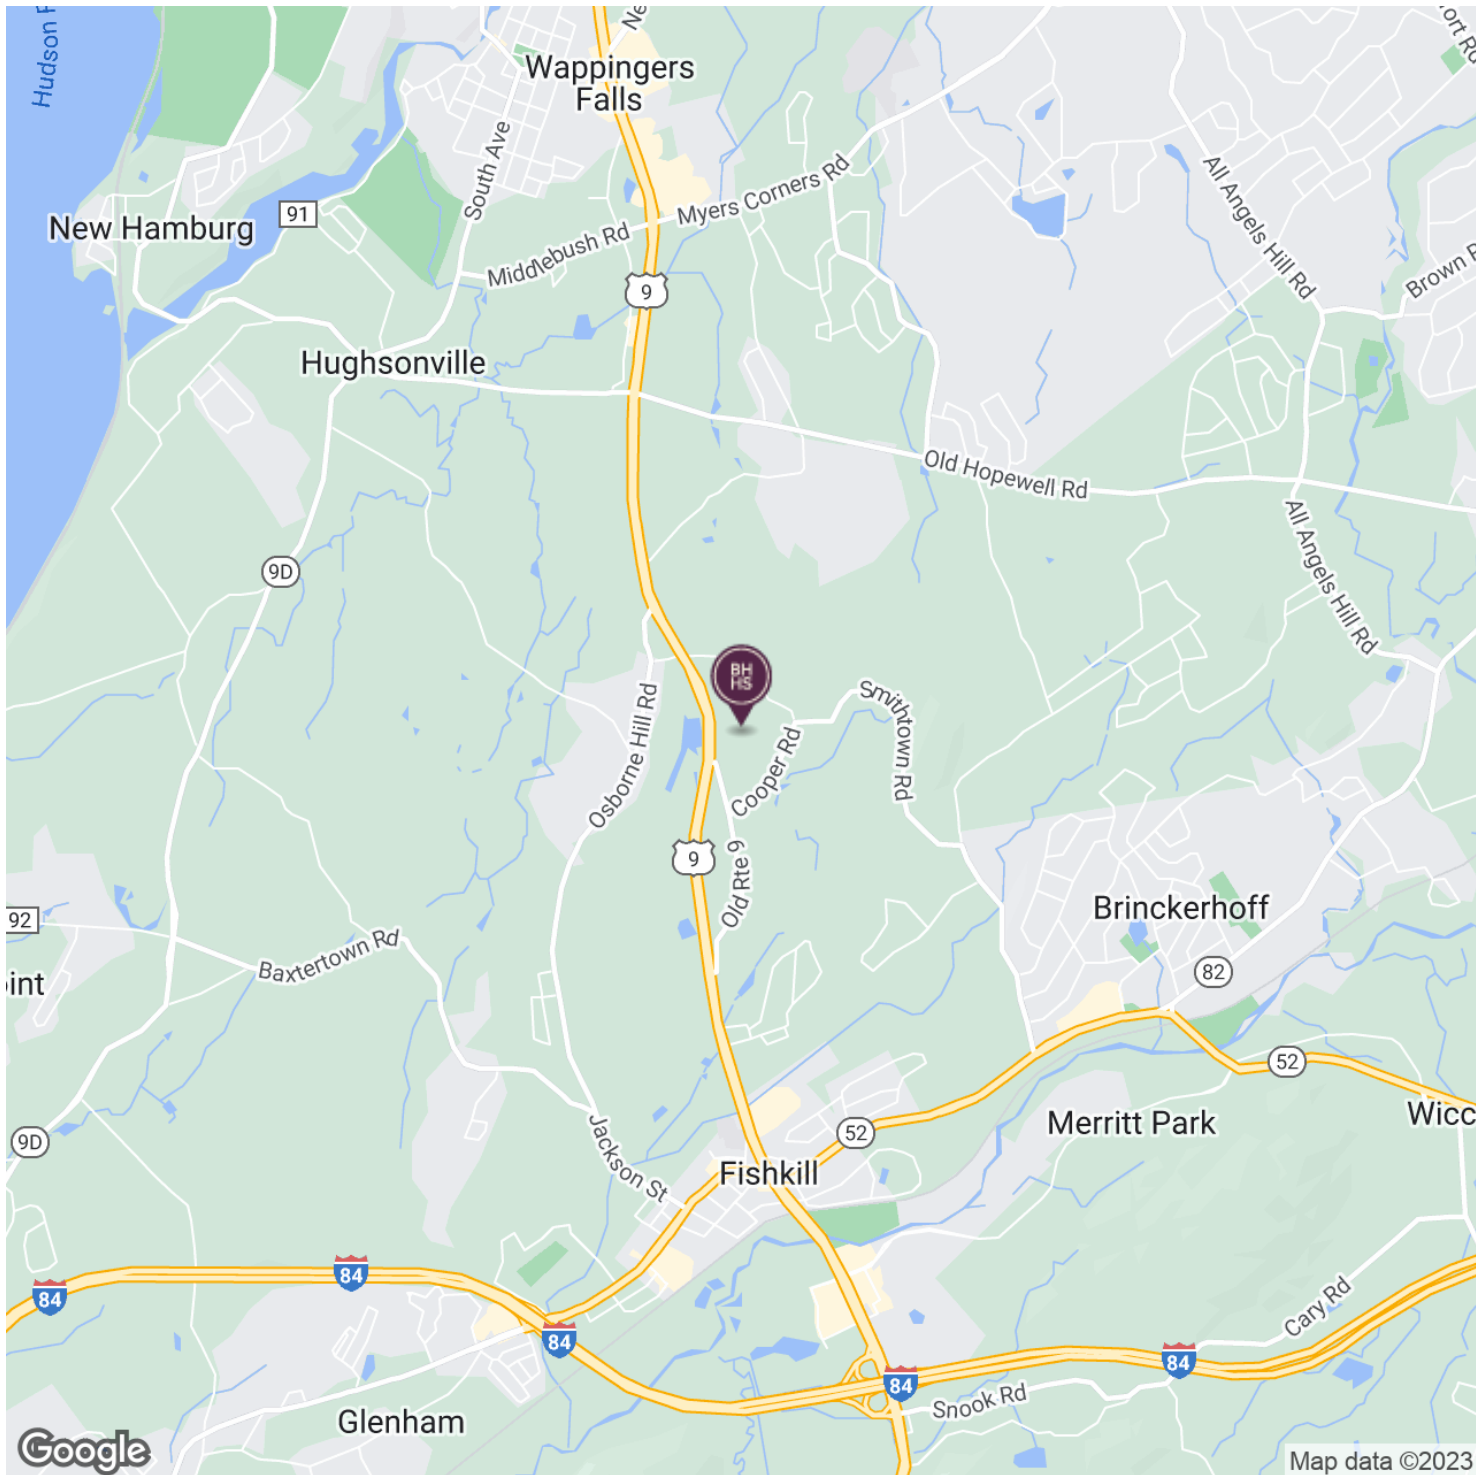 Hudson
Ne
ort Rd
Wappingers
Falls
South Ave
All Angels Hill Rd
Myers Corners Rd
91
New Hamburg
Middlebush Rd
Brown
9
Hughsonville
Old Hopewell Rd
All Angels Hill Rd
9D
BH
HS
Smithtown Rd
Osborne Hill Rd
Cooper Rd
9
Old Rte 9
Brinckerhoff
92
Baxtertown Rd
82
int
52
Merritt Park
Wicc
52
9D
Jackson St
Fishkill
84
84
Cary Rd
84
84
84
Snook Rd
Glenham
Google
Map data ©2023